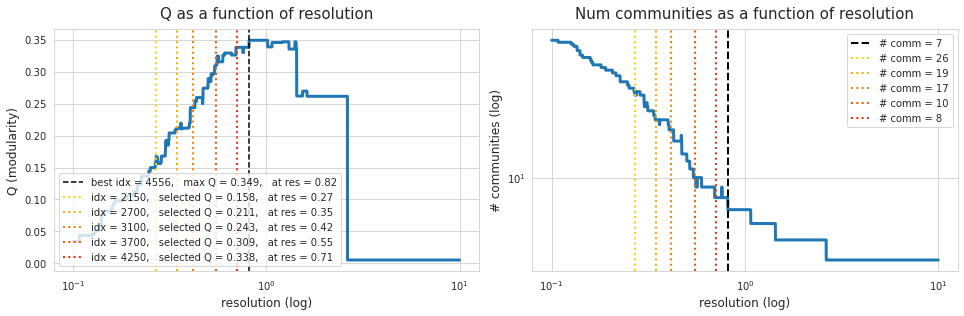 Q as a function of resolution
Q (modularity)
0.35
0.30
0.25
0.20
0.15
0.10
0.05
0.00
best idx = 4556, max Q = 0.349, at res = 0.82
idx = 2150, selected Q = 0.158, at res = 0.27
idx = 2700, selected Q = 0.211, at res = 0.35
idx = 3100, selected Q = 0.243, at res = 0.42
idx = 3700, selected Q = 0.309, at res = 0.55
idx = 4250, selected Q = 0.338, at res = 0.71
10⁻¹ 10⁰ 10¹
resolution (log)
Num communities as a function of resolution
# communities (log)
10¹
# comm = 7
# comm = 26
# comm = 19
# comm = 17
# comm = 10
# comm = 8
10⁻¹ 10⁰ 10¹
resolution (log)